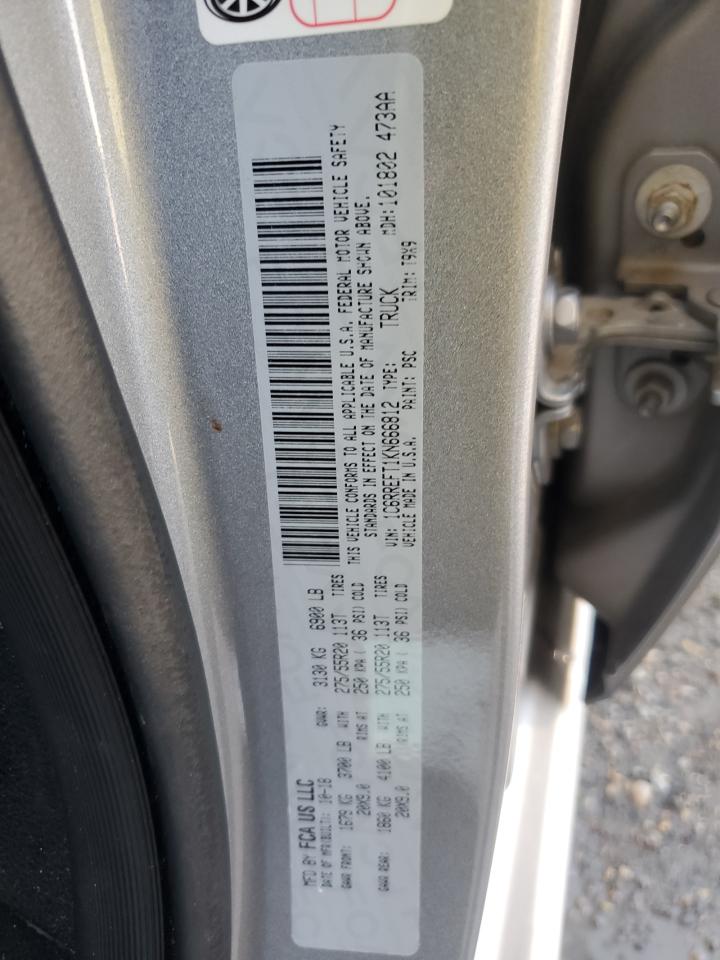 MFD BY FCA US LLC
DATE OF MFR(BUILT): 10-18 GVWR: 3130 KG 6900 LB
GAWR FRONT: 1679 KG 3700 LB WITH 275/55R20 113T TIRES
20X9.0 RIMS AT 250 KPA ( 36 PSI) COLD
GAWR REAR: 1860 KG 4100 LB WITH 275/55R20 113T TIRES
20X9.0 RIMS AT 250 KPA ( 36 PSI) COLD
THIS VEHICLE CONFORMS TO ALL APPLICABLE U.S.A. FEDERAL MOTOR VEHICLE SAFETY
STANDARDS IN EFFECT ON THE DATE OF MANUFACTURE SHOWN ABOVE.
VIN: 1C6RREFT1KN666812 TYPE: TRUCK MDH:101802 473AA
VEHICLE MADE IN U.S.A. PAINT: PSC TRIM: T9X9